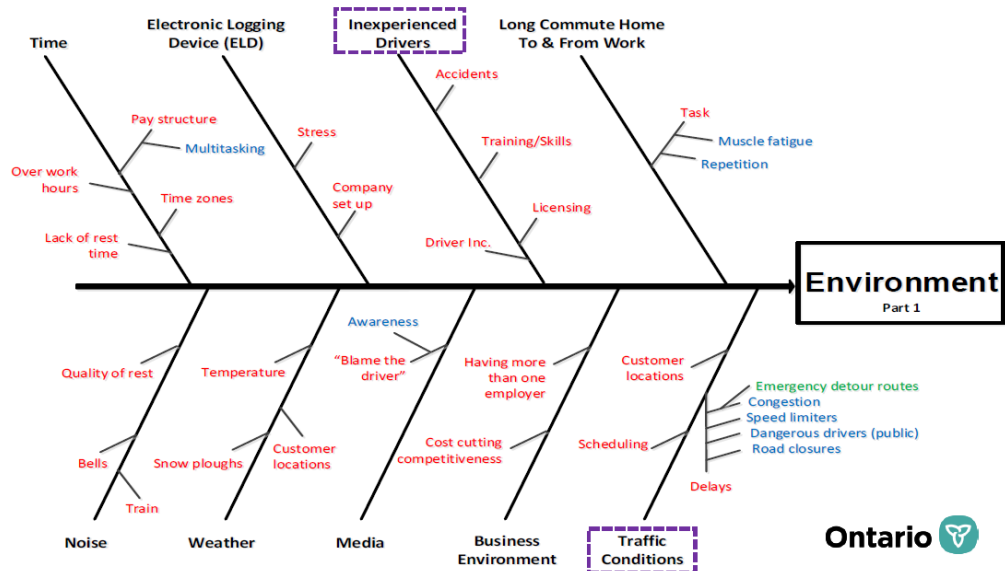 Time
Electronic Logging
Device (ELD)
Inexperienced
Drivers
Long Commute Home
To & From Work
Pay structure
Multitasking
Over work
hours
Time zones
Lack of rest
time
Stress
Company
set up
Accidents
Training/Skills
Licensing
Driver Inc.
Task
Muscle fatigue
Repetition
Environment
Part 1
Quality of rest
Bells
Train
Temperature
Snow ploughs
Customer
locations
Awareness
“Blame the
driver”
Having more
than one
employer
Cost cutting
competitiveness
Customer
locations
Scheduling
Emergency detour routes
Congestion
Speed limiters
Dangerous drivers (public)
Road closures
Delays
Noise
Weather
Media
Business
Environment
Traffic
Conditions
Ontario